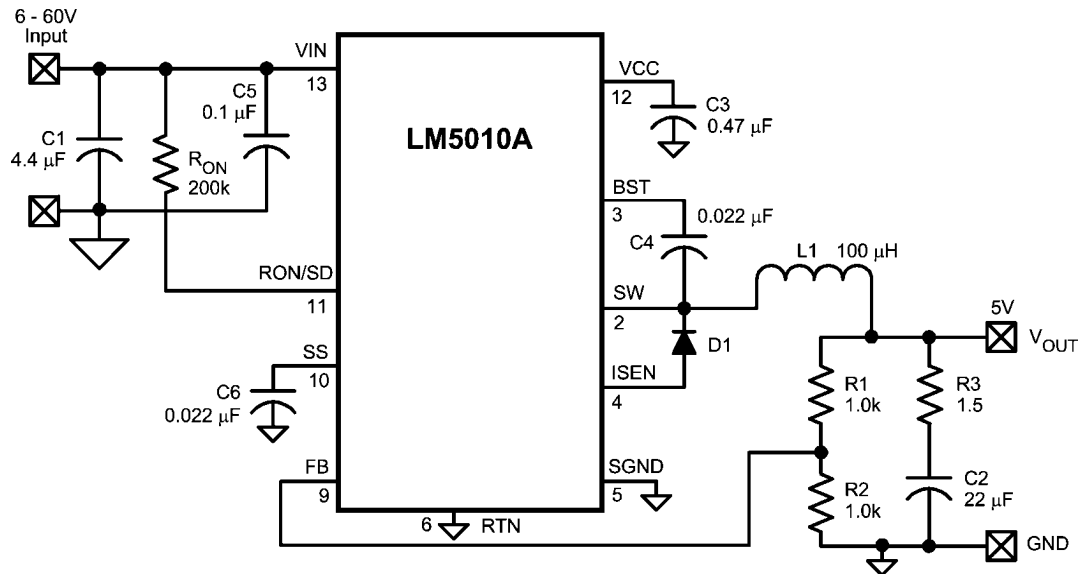 6 - 60V
Input
VIN
13
C5
0.1 μF
C1
4.4 μF
R_ON
200k
LM5010A
VCC
12
C3
0.47 μF
BST
3
0.022 μF
C4
L1 100 μH
RON/SD
11
SW
2
D1
5V
V_OUT
SS
10
C6
0.022 μF
ISEN
4
R1
1.0k
R3
1.5
FB
9
SGND
5
R2
1.0k
C2
22 μF
6 RTN
GND